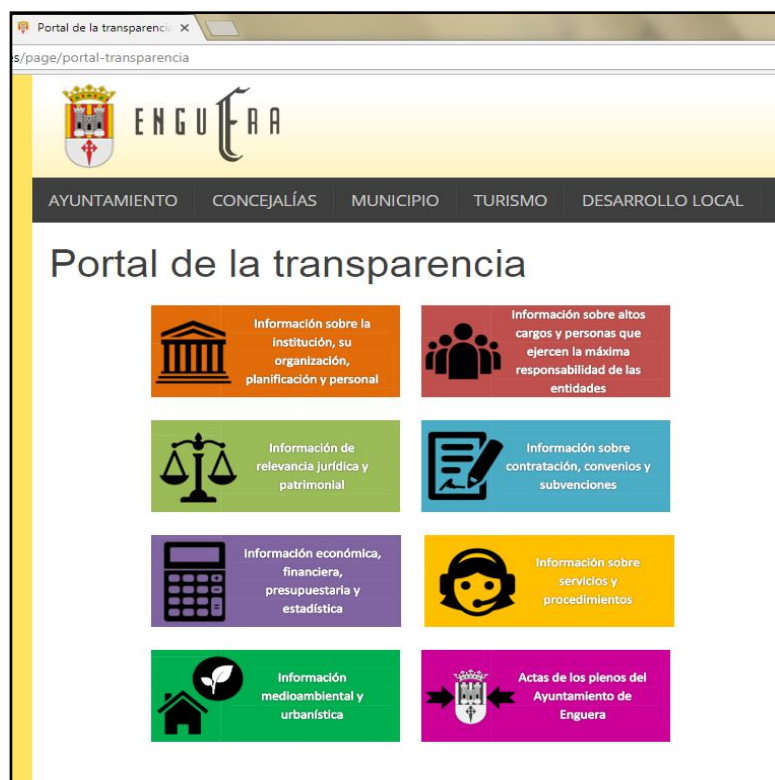 Portal de la transparenci
s/page/portal-transparencia
ENGUERA
AYUNTAMIENTO CONCEJALÍAS MUNICIPIO TURISMO DESARROLLO LOCAL
Portal de la transparencia
Información sobre la
institución, su
organización,
planificación y personal
Información sobre altos
cargos y personas que
ejercen la máxima
responsabilidad de las
entidades
Información de
relevancia jurídica y
patrimonial
Información sobre
contratación, convenios y
subvenciones
Información económica,
financiera,
presupuestaria y
estadística
Información sobre
servicios y
procedimientos
Información
medioambiental y
urbanística
Actas de los plenos del
Ayuntamiento de
Enguera